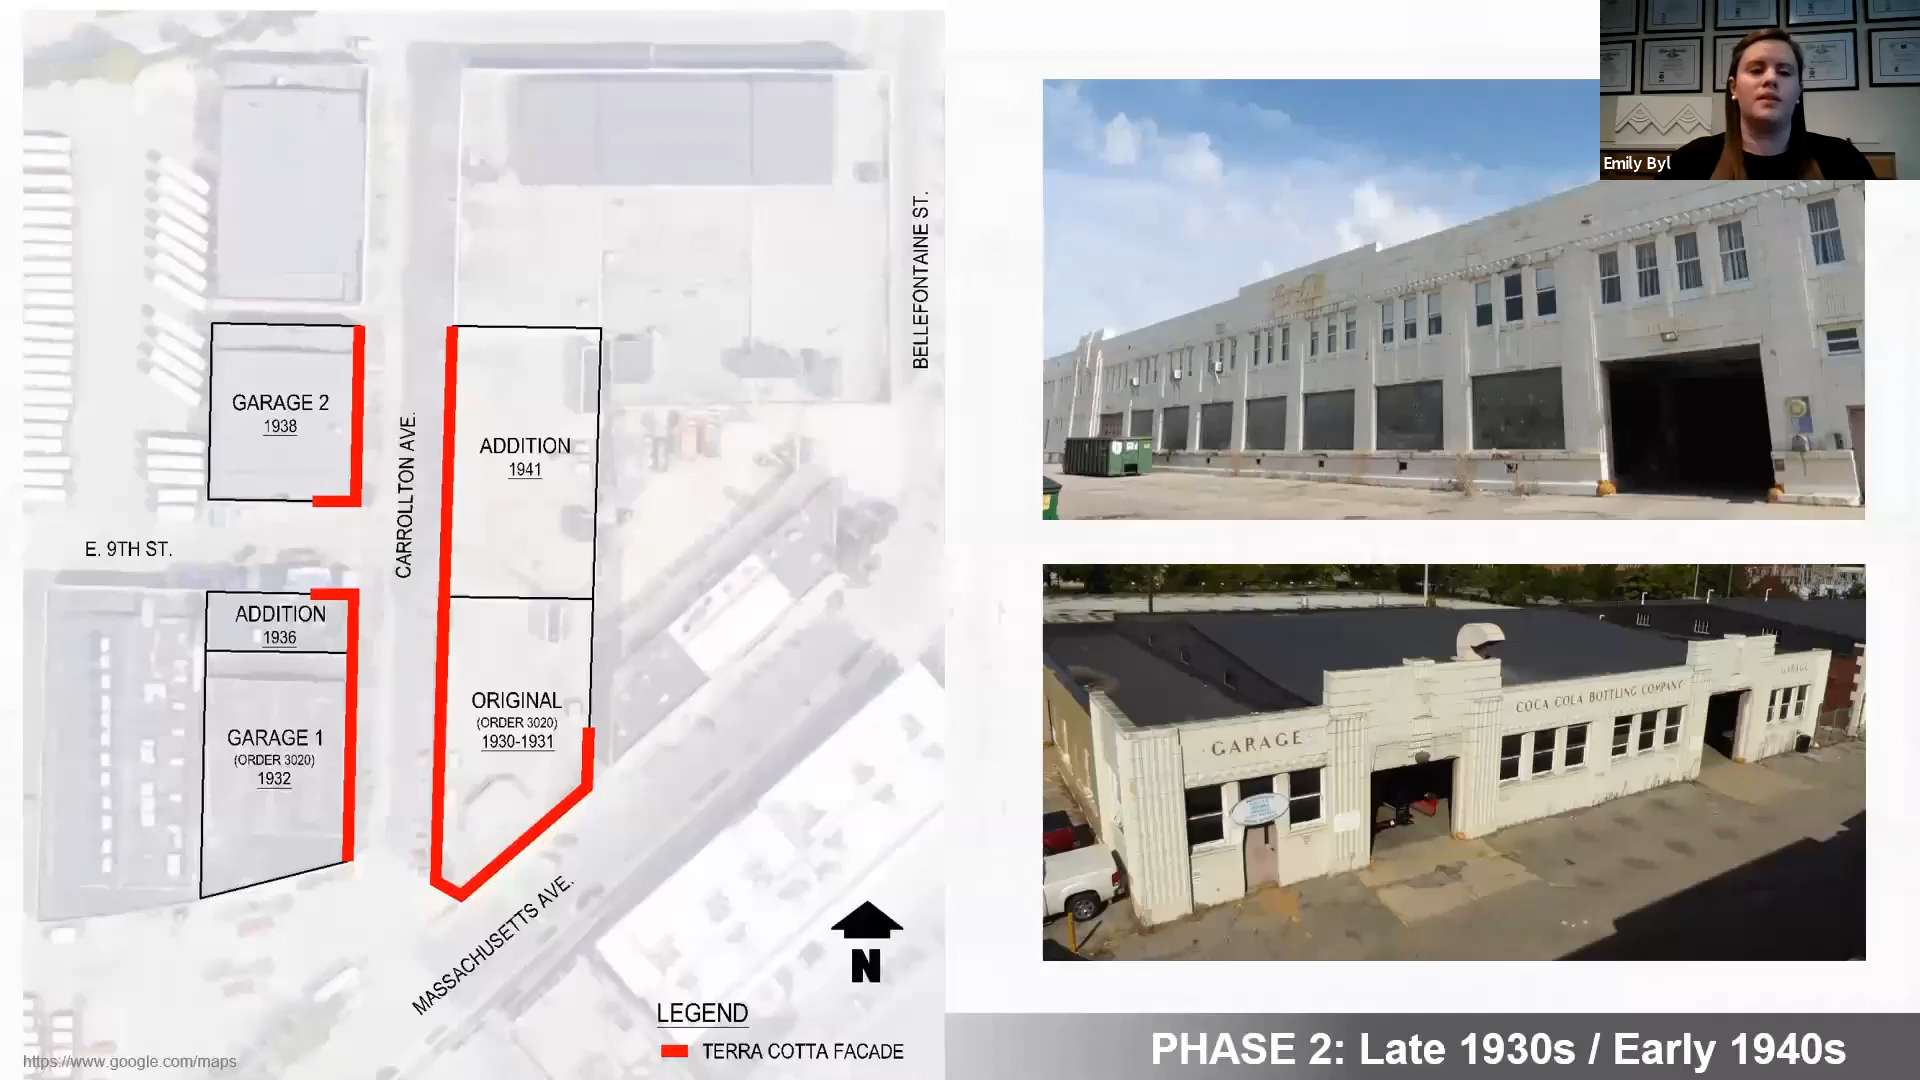 GARAGE 2
1938
E. 9TH ST.
ADDITION
1936
GARAGE 1
(ORDER 3020)
1932
CARROLLTON AVE.
ADDITION
1941
ORIGINAL
(ORDER 3020)
1930-1931
BELLEFONTAINE ST.
MASSACHUSETTS AVE.
N
LEGEND
TERRA COTTA FACADE
https://www.google.com/maps
Emily Byl
GARAGE
COCA COLA BOTTLING COMPANY
GARAGE
PHASE 2: Late 1930s / Early 1940s